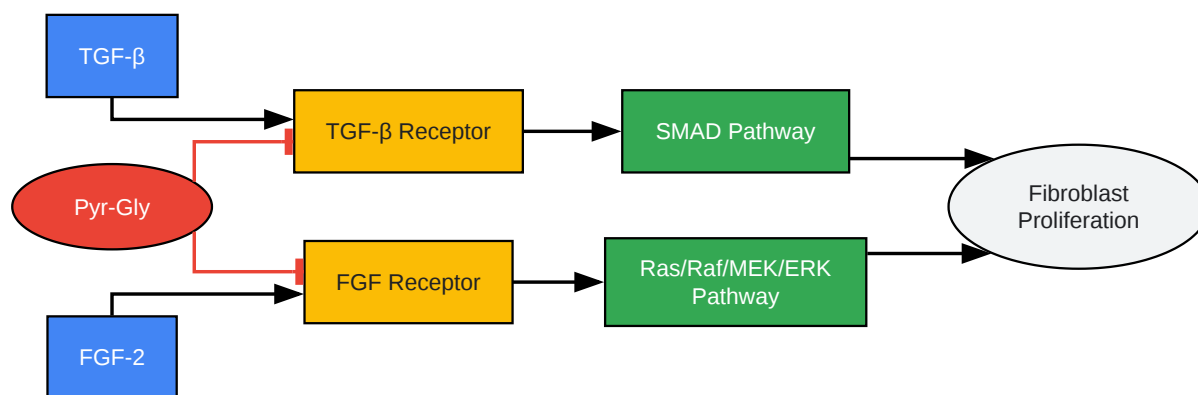 TGF-β
TGF-β Receptor
SMAD Pathway
Pyr-Gly
Fibroblast
Proliferation
FGF Receptor
Ras/Raf/MEK/ERK
Pathway
FGF-2